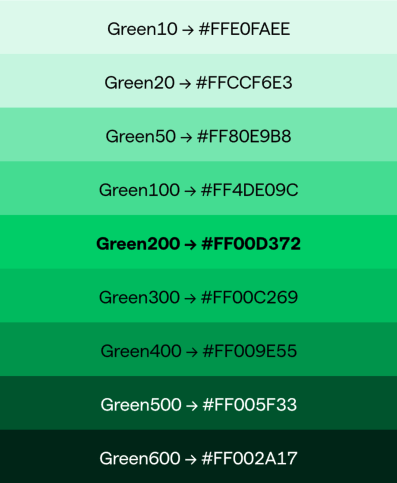 Green10 → #FFE0FAEE
Green20 → #FFCCF6E3
Green50 → #FF80E9B8
Green100 → #FF4DE09C
Green200 → #FF00D372
Green300 → #FF00C269
Green400 → #FF009E55
Green500 → #FF005F33
Green600 → #FF002A17